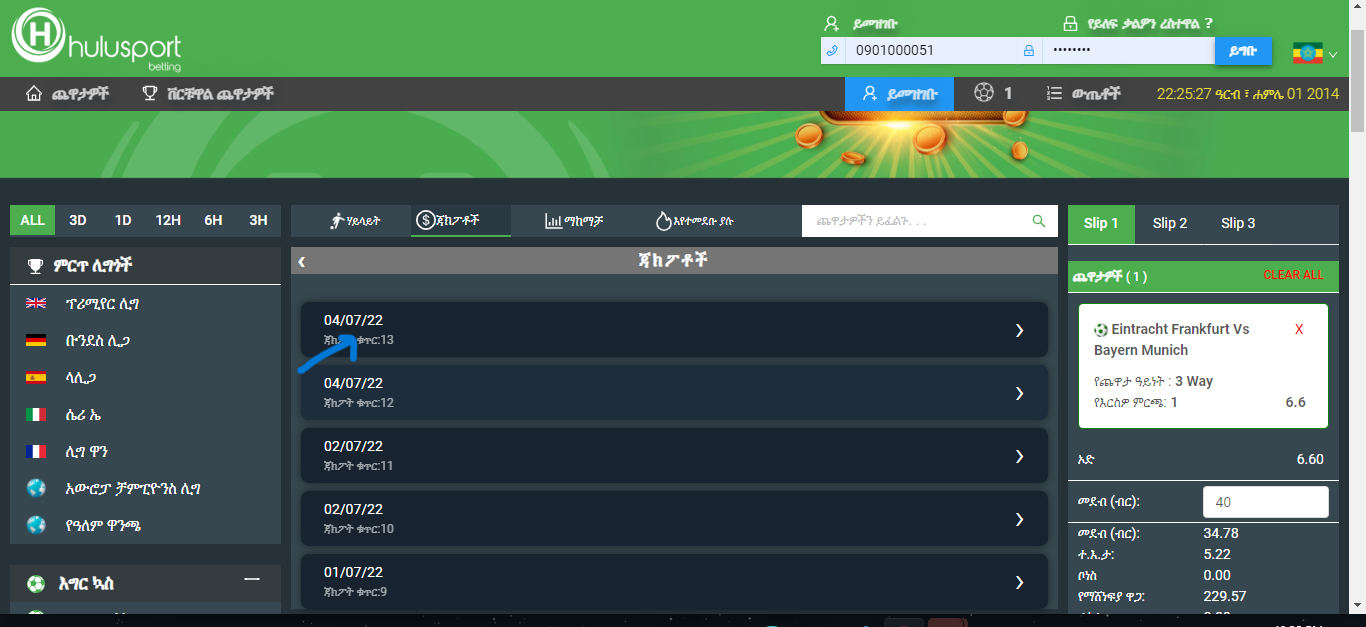 hulusport
betting
ይመዝገቡ
የይለፍ ቃልዎን ረስተዋል ?
0901000051
••••••••
ይግቡ
ጨዋታዎች
ቨርቹዋል ጨዋታዎች
ይመዝገቡ
1
ውጤቶች
22:25:27 ዓርብ ፣ ሐምሌ 01 2014
ALL 3D 1D 12H 6H 3H
ሃይላይት
ጃክፖቶች
ማከማቻ
እየተመደቡ ያሉ
ጨዋታዎችን ይፈልጉ. . .
Slip 1 Slip 2 Slip 3
ምርጥ ሊጎች
ፕሪሚየር ሊግ
ቡንደስ ሊጋ
ላሊጋ
ሴሪ ኤ
ሊግ ዋን
አውሮፓ ቻምፒዮንስ ሊግ
የዓለም ዋንጫ
እግር ኳስ
ጃክፖቶች
04/07/22
ጃክፖት ቁጥር:13
04/07/22
ጃክፖት ቁጥር:12
02/07/22
ጃክፖት ቁጥር:11
02/07/22
ጃክፖት ቁጥር:10
01/07/22
ጃክፖት ቁጥር:9
ጨዋታዎች ( 1 )
CLEAR ALL
Eintracht Frankfurt Vs X
Bayern Munich
የጨዋታ ዓይነት : 3 Way
የእርስዎ ምርጫ: 1 6.6
ኦድ 6.60
መደብ (ብር): 40
መደብ (ብር): 34.78
ተ.እ.ታ: 5.22
ቦነስ 0.00
የማሸነፍያ ዋጋ: 229.57